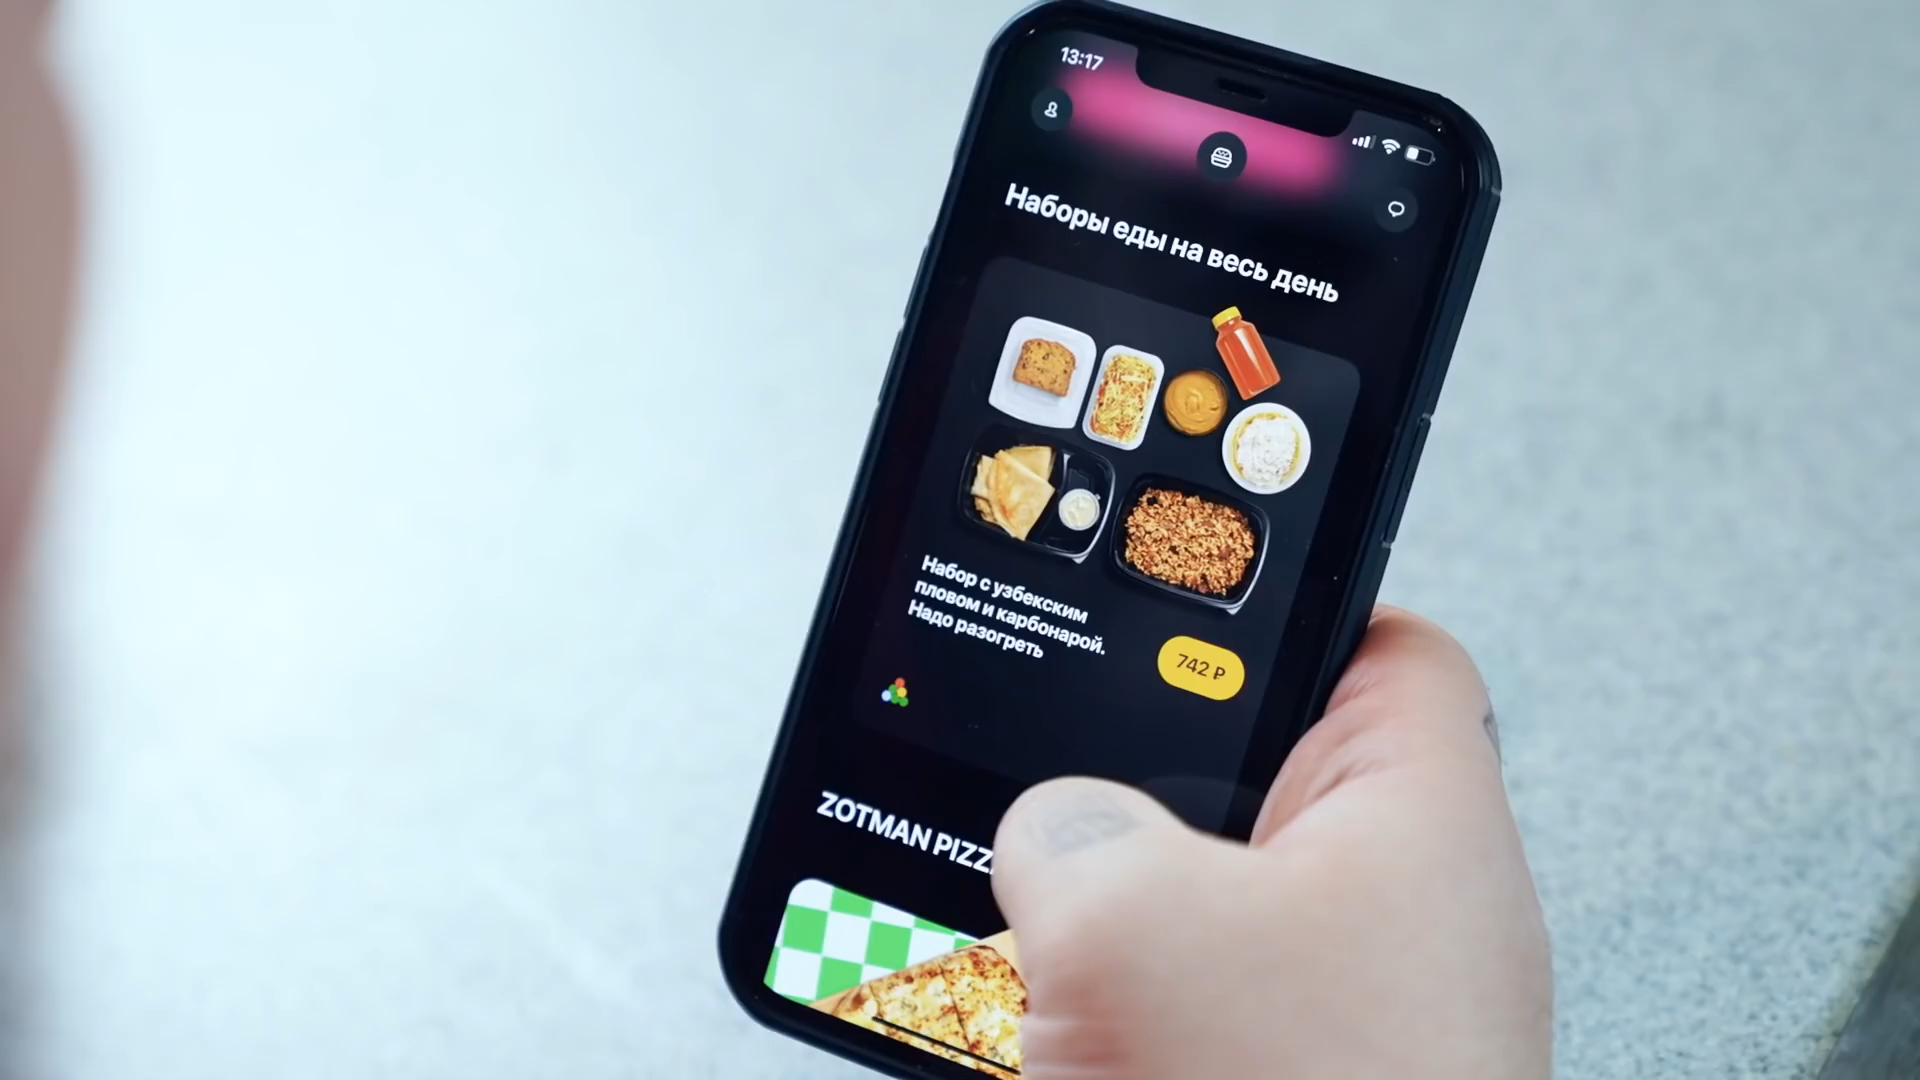 13:17
Наборы еды на весь день
Набор с узбекским
пловом и карбонарой.
Надо разогреть
742 ₽
ZOTMAN PIZZ